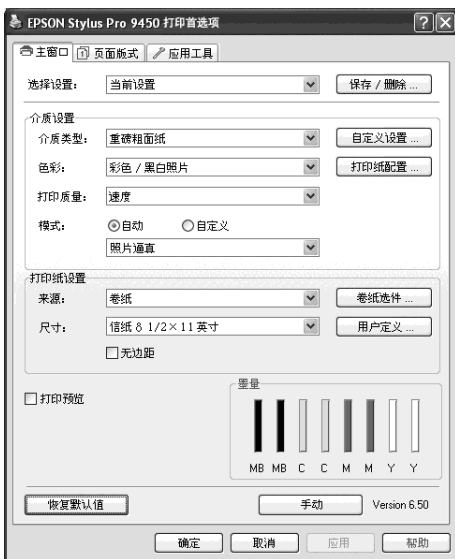 EPSON Stylus Pro 9450 打印首选项
主窗口 页面版式 应用工具
选择设置： 当前设置 保存 / 删除 ...
介质设置
介质类型： 重磅粗面纸 自定义设置 ...
色彩： 彩色 / 黑白照片 打印纸配置 ...
打印质量： 速度
模式： 自动 自定义
照片逼真
打印纸设置
来源： 卷纸 卷纸选件 ...
尺寸： 信纸 8 1/2×11 英寸 用户定义 ...
无边距
打印预览
墨量
MB MB C C M M Y Y
恢复默认值 手动 Version 6.50
确定 取消 应用 帮助